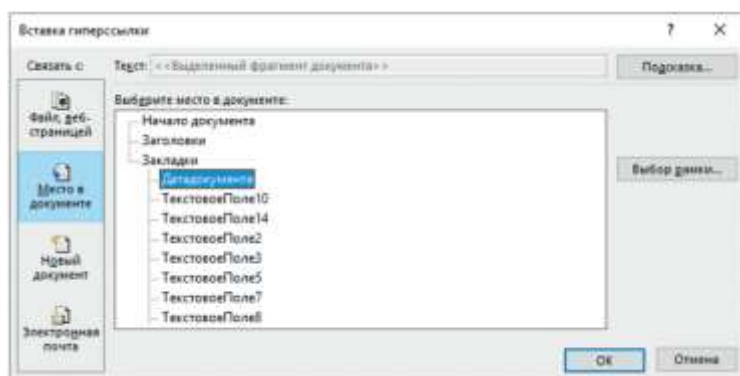 Вставка гиперссылки
?
×
Связать с:
Текст: <<Выделенный фрагмент документа>>
Подсказка...
файл, веб-
страницей
Место в
документе
Новый
документ
Электронная
почта
Выберите место в документе:
Начало документа
Заголовки
Закладки
Датадокумента
ТекстовоеПоле10
ТекстовоеПоле14
ТекстовоеПоле2
ТекстовоеПоле3
ТекстовоеПоле5
ТекстовоеПоле7
ТекстовоеПоле8
Выбор рамки...
ОК
Отмена